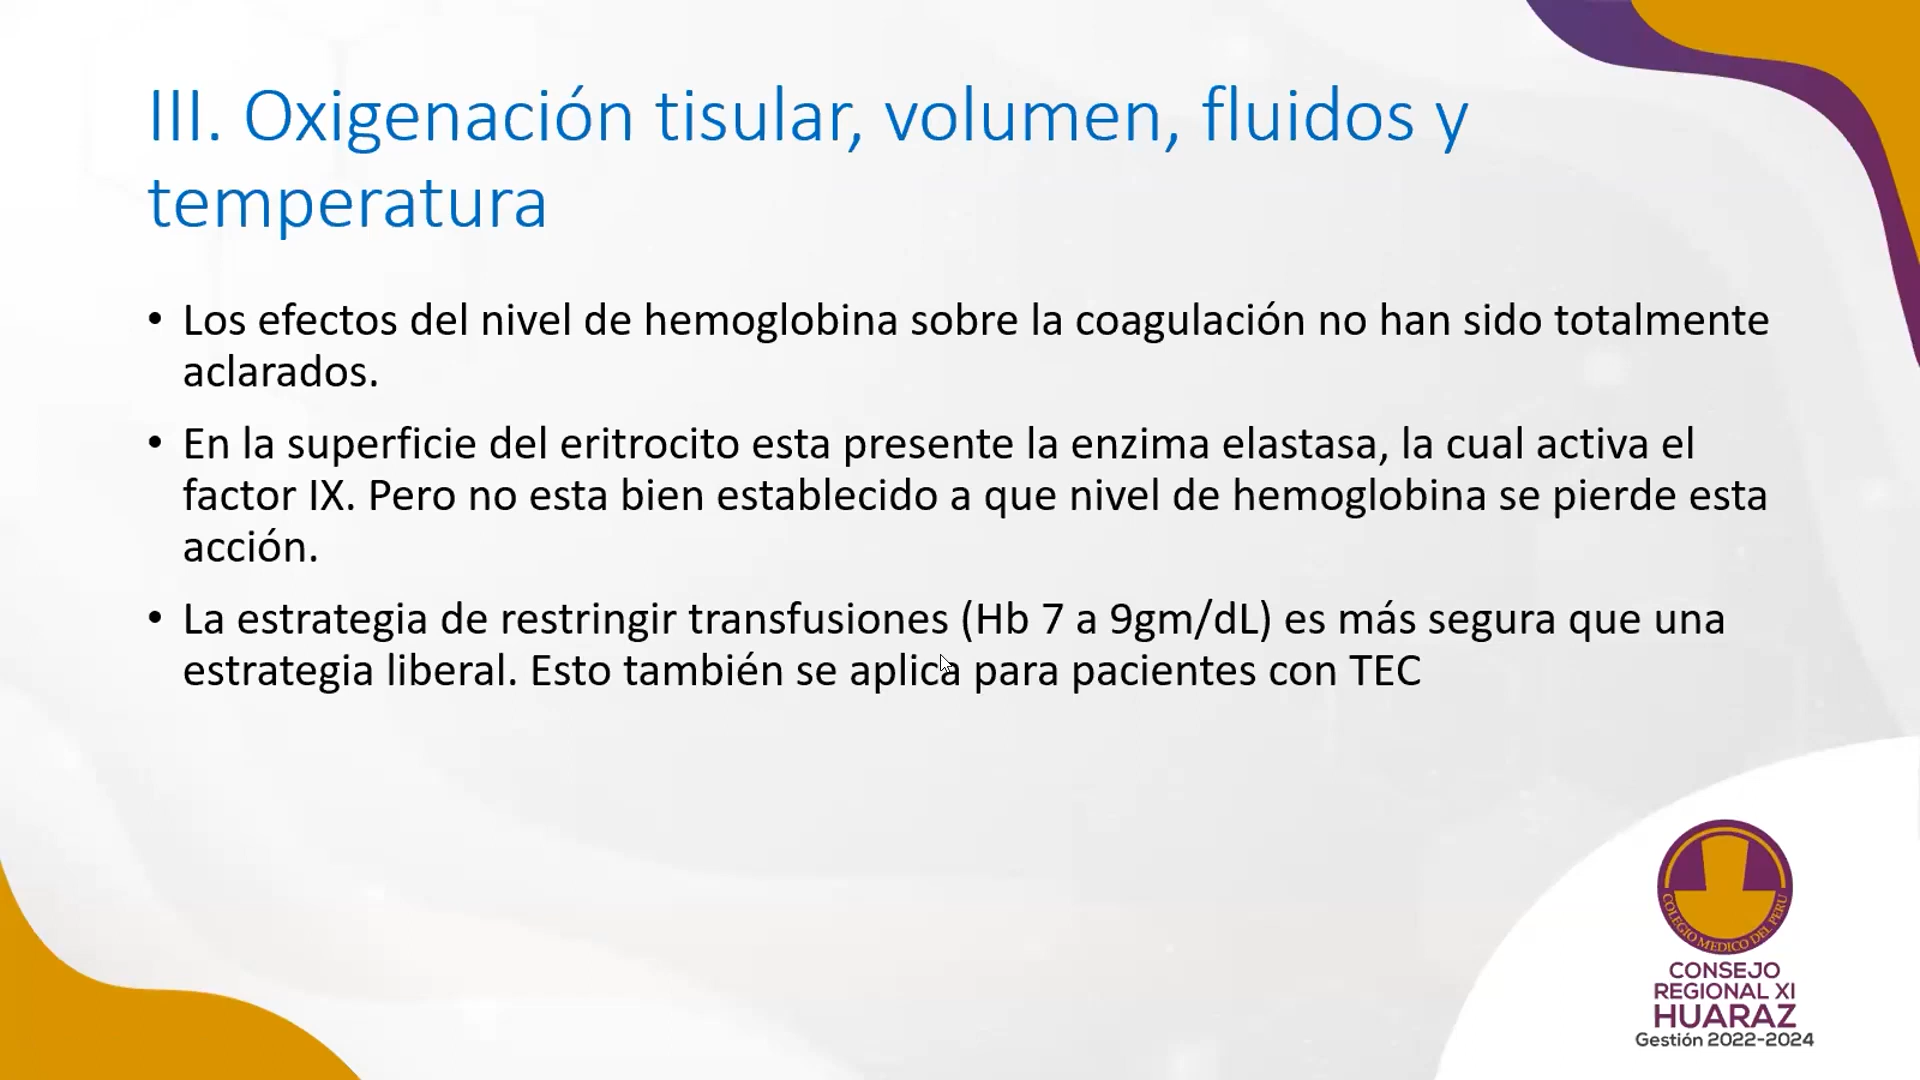 III. Oxigenación tisular, volumen, fluidos y
temperatura
• Los efectos del nivel de hemoglobina sobre la coagulación no han sido totalmente
aclarados.
• En la superficie del eritrocito esta presente la enzima elastasa, la cual activa el
factor IX. Pero no esta bien establecido a que nivel de hemoglobina se pierde esta
acción.
• La estrategia de restringir transfusiones (Hb 7 a 9gm/dL) es más segura que una
estrategia liberal. Esto también se aplica para pacientes con TEC
COLEGIO MEDICO DEL PERU
CONSEJO
REGIONAL XI
HUARAZ
Gestión 2022-2024